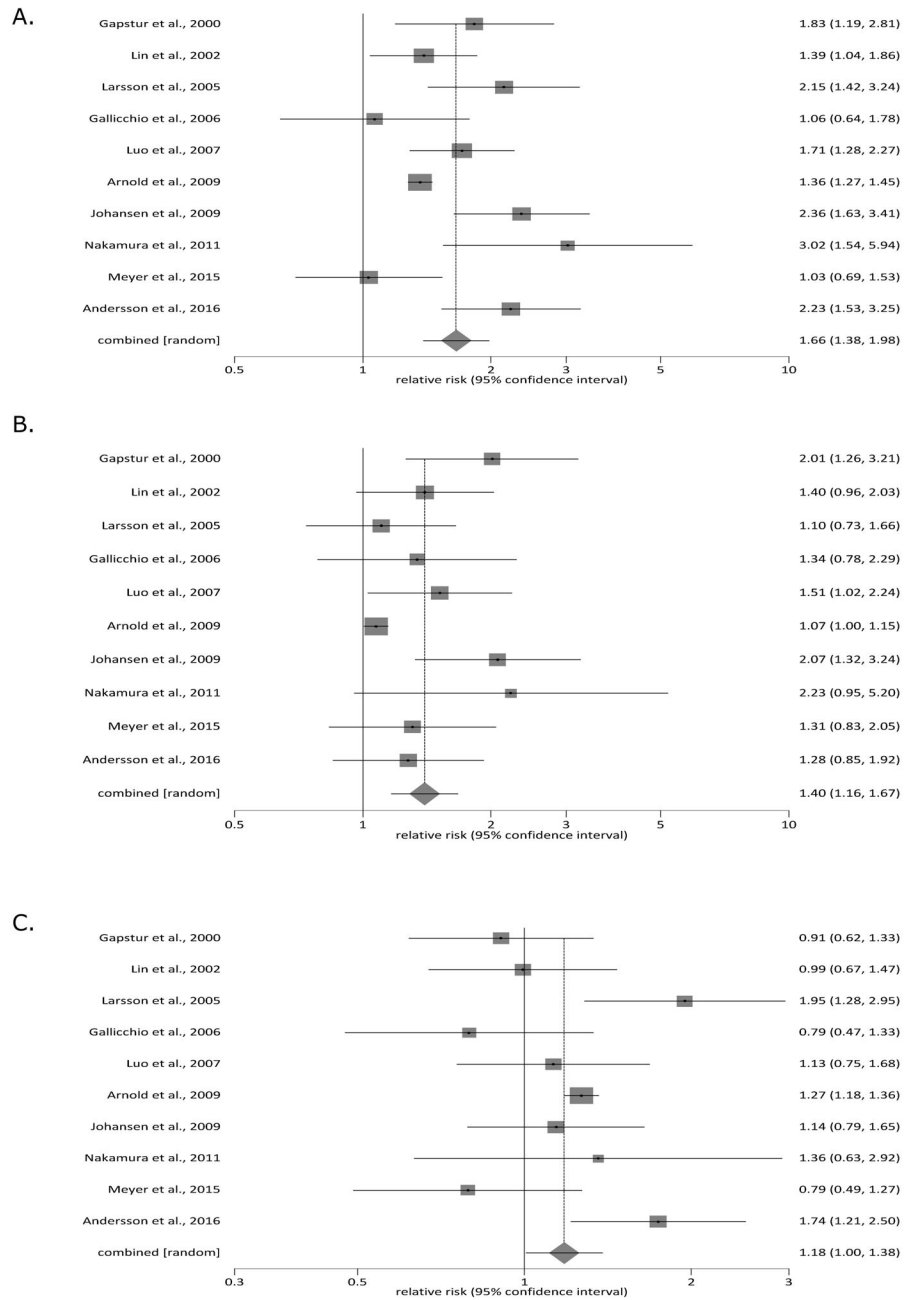 A.
Gapstur et al., 2000 1.83 (1.19, 2.81)
Lin et al., 2002 1.39 (1.04, 1.86)
Larsson et al., 2005 2.15 (1.42, 3.24)
Gallicchio et al., 2006 1.06 (0.64, 1.78)
Luo et al., 2007 1.71 (1.28, 2.27)
Arnold et al., 2009 1.36 (1.27, 1.45)
Johansen et al., 2009 2.36 (1.63, 3.41)
Nakamura et al., 2011 3.02 (1.54, 5.94)
Meyer et al., 2015 1.03 (0.69, 1.53)
Andersson et al., 2016 2.23 (1.53, 3.25)
combined [random] 1.66 (1.38, 1.98)
0.5 1 2 3 5 10
relative risk (95% confidence interval)
B.
Gapstur et al., 2000 2.01 (1.26, 3.21)
Lin et al., 2002 1.40 (0.96, 2.03)
Larsson et al., 2005 1.10 (0.73, 1.66)
Gallicchio et al., 2006 1.34 (0.78, 2.29)
Luo et al., 2007 1.51 (1.02, 2.24)
Arnold et al., 2009 1.07 (1.00, 1.15)
Johansen et al., 2009 2.07 (1.32, 3.24)
Nakamura et al., 2011 2.23 (0.95, 5.20)
Meyer et al., 2015 1.31 (0.83, 2.05)
Andersson et al., 2016 1.28 (0.85, 1.92)
combined [random] 1.40 (1.16, 1.67)
0.5 1 2 3 5 10
relative risk (95% confidence interval)
C.
Gapstur et al., 2000 0.91 (0.62, 1.33)
Lin et al., 2002 0.99 (0.67, 1.47)
Larsson et al., 2005 1.95 (1.28, 2.95)
Gallicchio et al., 2006 0.79 (0.47, 1.33)
Luo et al., 2007 1.13 (0.75, 1.68)
Arnold et al., 2009 1.27 (1.18, 1.36)
Johansen et al., 2009 1.14 (0.79, 1.65)
Nakamura et al., 2011 1.36 (0.63, 2.92)
Meyer et al., 2015 0.79 (0.49, 1.27)
Andersson et al., 2016 1.74 (1.21, 2.50)
combined [random] 1.18 (1.00, 1.38)
0.3 0.5 1 2 3
relative risk (95% confidence interval)